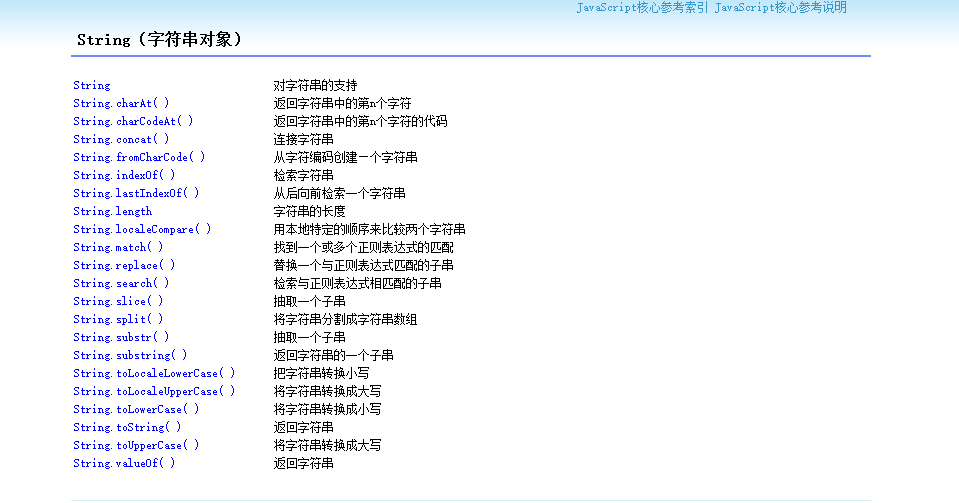 JavaScript核心参考索引 JavaScript核心参考说明
String（字符串对象）
String 对字符串的支持
String.charAt( ) 返回字符串中的第n个字符
String.charCodeAt( ) 返回字符串中的第n个字符的代码
String.concat( ) 连接字符串
String.fromCharCode( ) 从字符编码创建一个字符串
String.indexOf( ) 检索字符串
String.lastIndexOf( ) 从后向前检索一个字符串
String.length 字符串的长度
String.localeCompare( ) 用本地特定的顺序来比较两个字符串
String.match( ) 找到一个或多个正则表达式的匹配
String.replace( ) 替换一个与正则表达式匹配的子串
String.search( ) 检索与正则表达式相匹配的子串
String.slice( ) 抽取一个子串
String.split( ) 将字符串分割成字符串数组
String.substr( ) 抽取一个子串
String.substring( ) 返回字符串的一个子串
String.toLocaleLowerCase( ) 把字符串转换小写
String.toLocaleUpperCase( ) 将字符串转换成大写
String.toLowerCase( ) 将字符串转换成小写
String.toString( ) 返回字符串
String.toUpperCase( ) 将字符串转换成大写
String.valueOf( ) 返回字符串